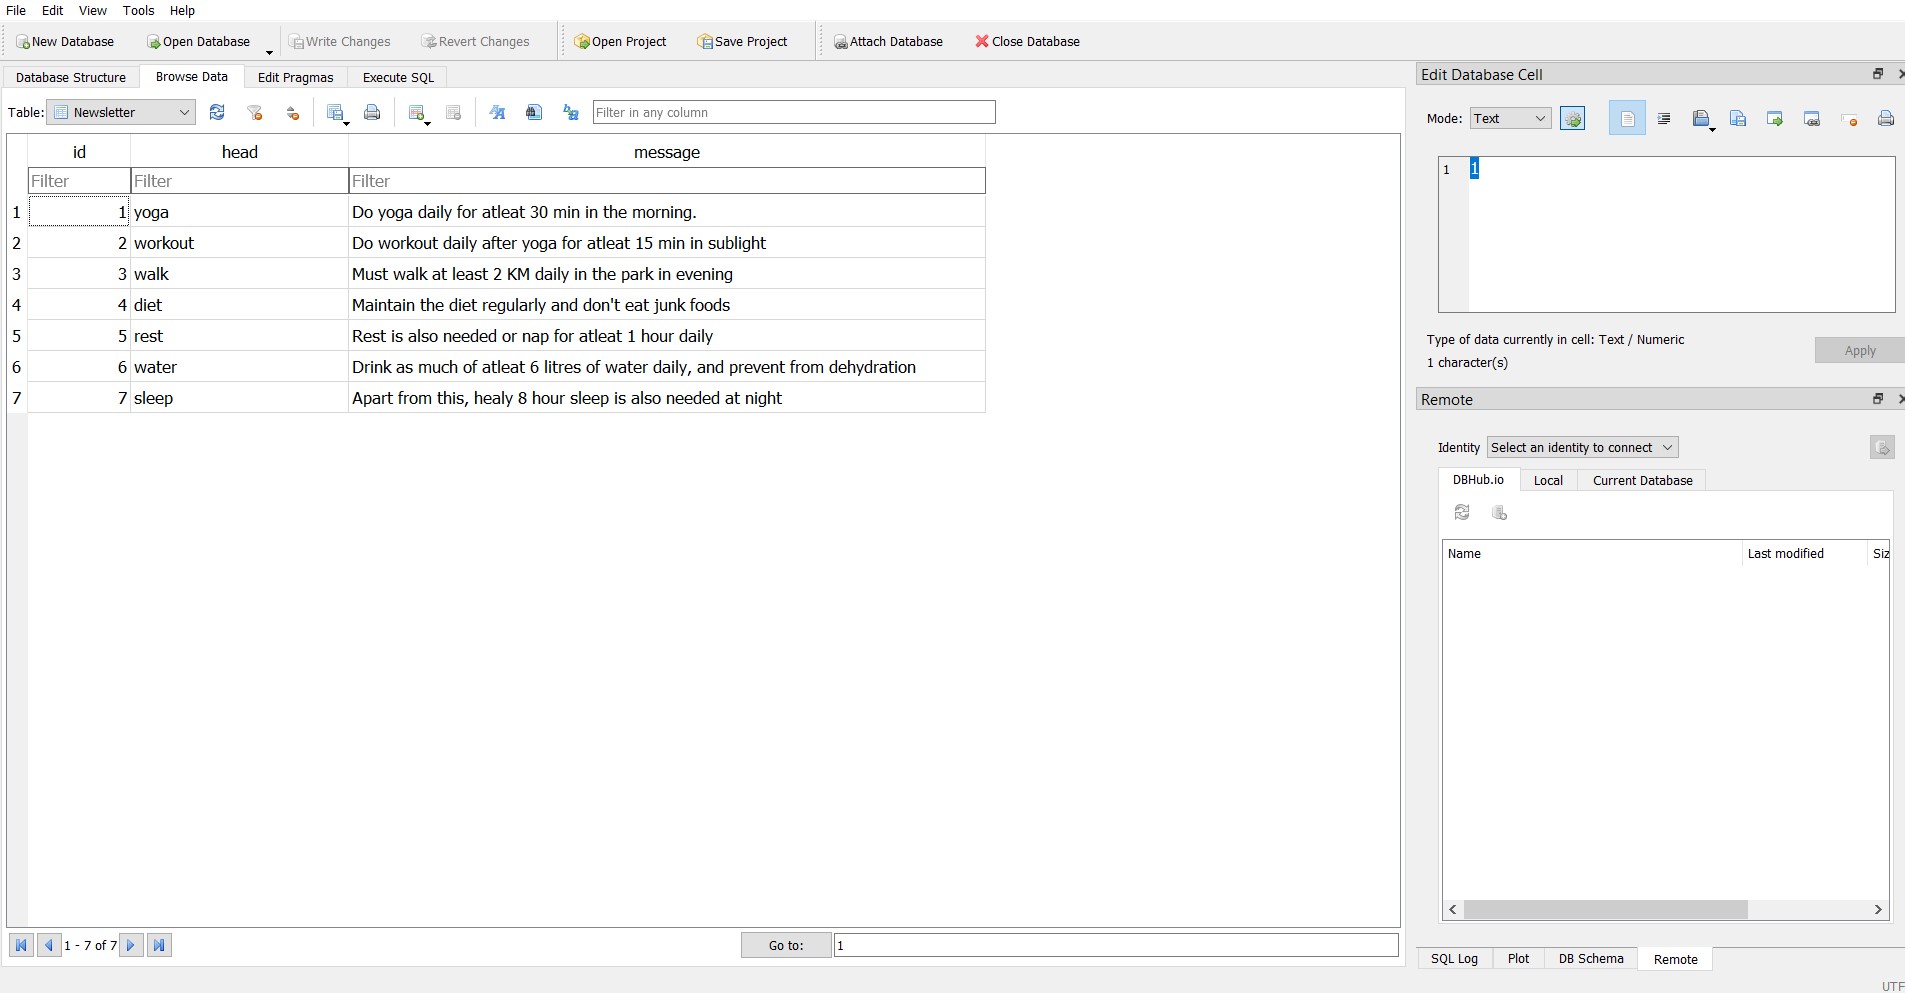 File Edit View Tools Help
New Database Open Database Write Changes Revert Changes Open Project Save Project Attach Database Close Database
Database Structure Browse Data Edit Pragmas Execute SQL
Table: Newsletter Filter in any column
id head message
Filter Filter Filter
1 1 yoga Do yoga daily for atleat 30 min in the morning.
2 2 workout Do workout daily after yoga for atleat 15 min in sublight
3 3 walk Must walk at least 2 KM daily in the park in evening
4 4 diet Maintain the diet regularly and don't eat junk foods
5 5 rest Rest is also needed or nap for atleat 1 hour daily
6 6 water Drink as much of atleat 6 litres of water daily, and prevent from dehydration
7 7 sleep Apart from this, healy 8 hour sleep is also needed at night
1 - 7 of 7 Go to: 1
Edit Database Cell
Mode: Text
1 1
Type of data currently in cell: Text / Numeric
1 character(s)
Apply
Remote
Identity Select an identity to connect
DBHub.io Local Current Database
Name Last modified Siz
SQL Log Plot DB Schema Remote
UTF